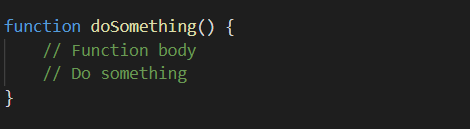 function doSomething() {
    // Function body
    // Do something
}